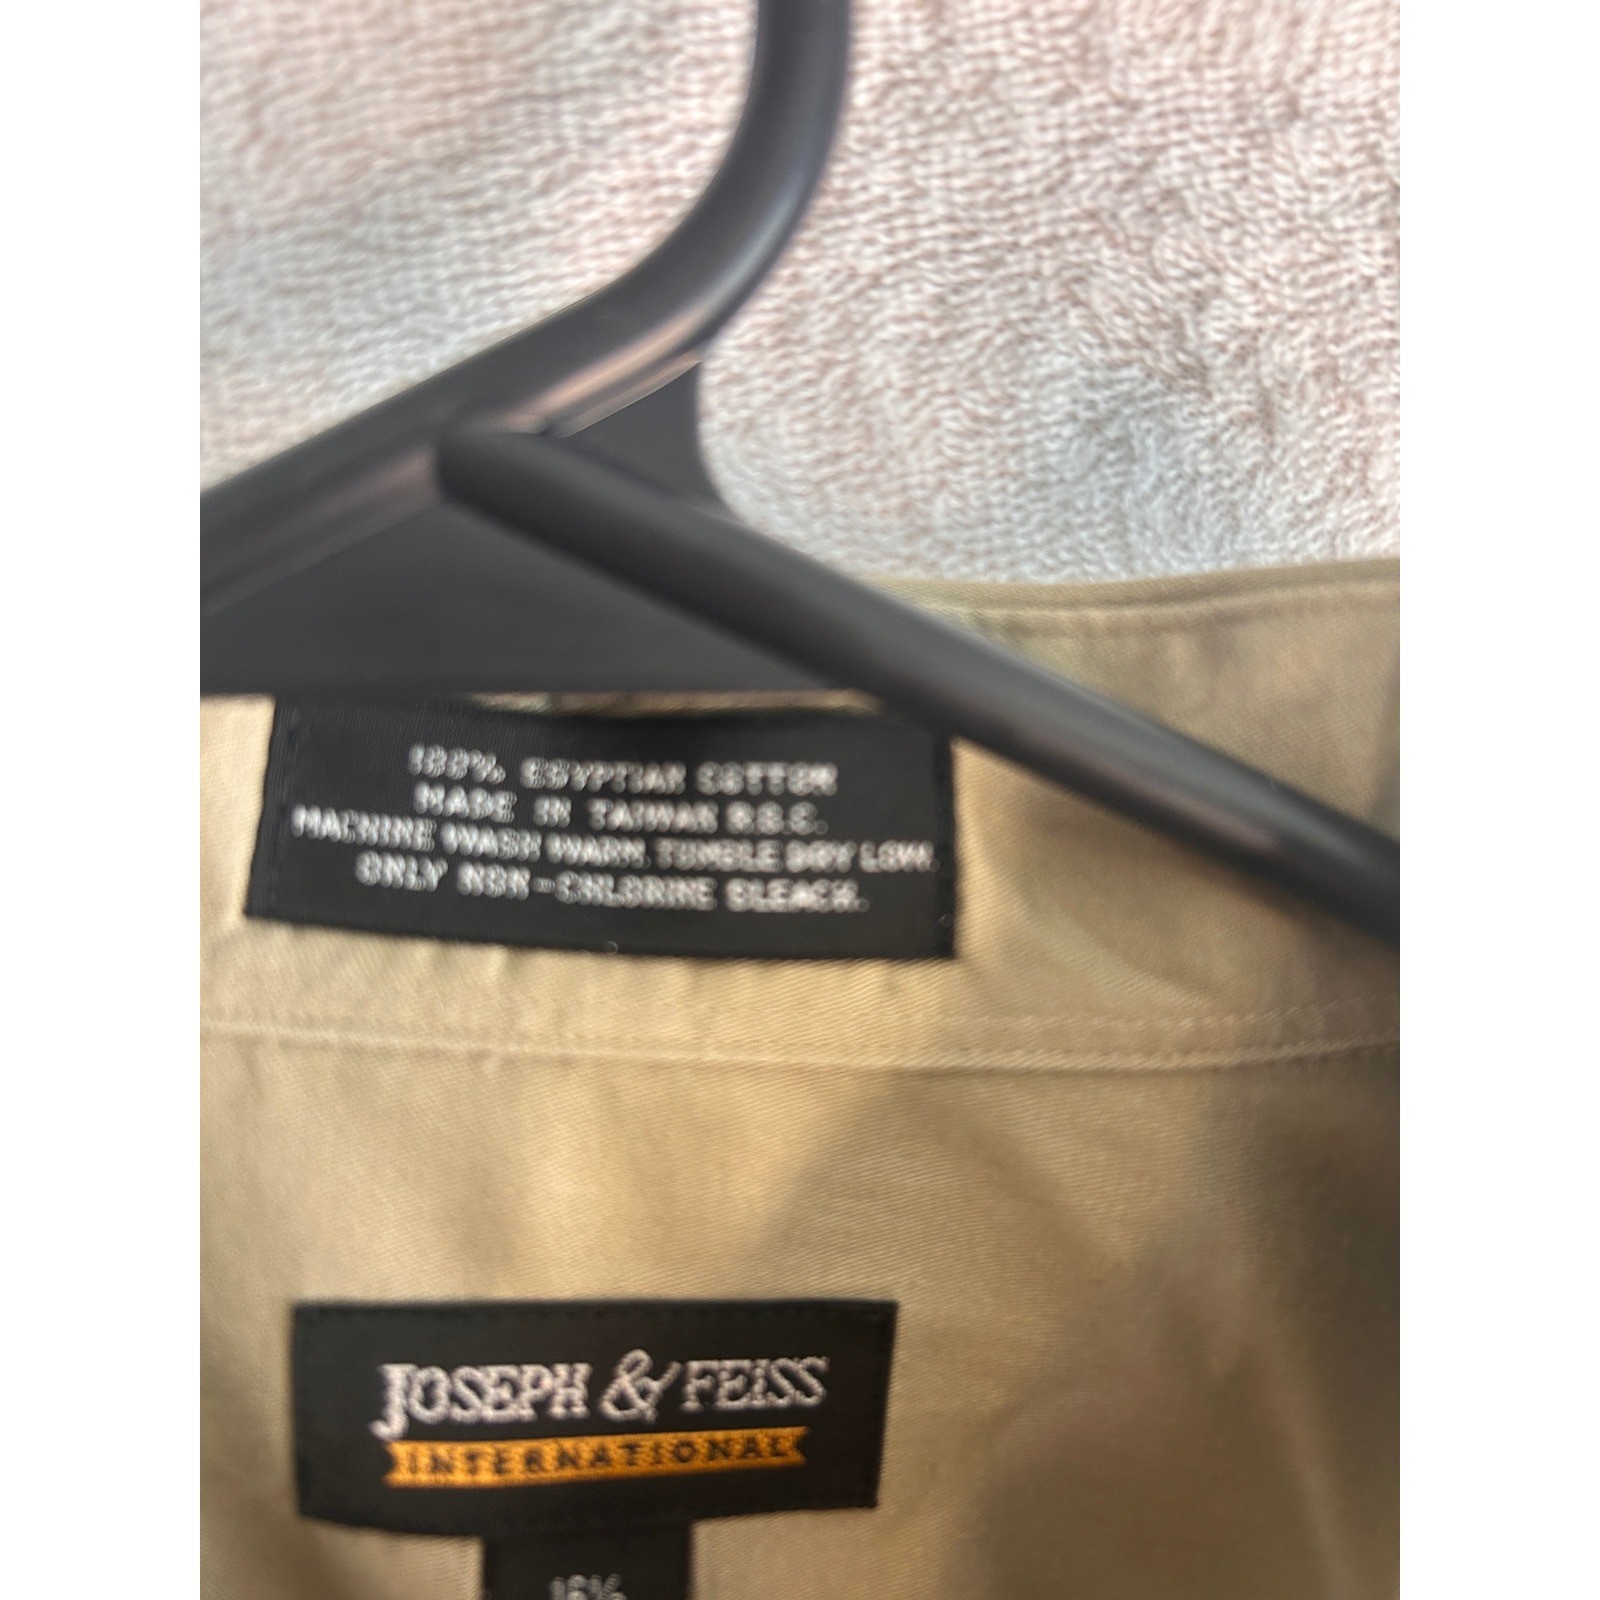 100% EGYPTIAN COTTON
MADE IN TAIWAN R.O.C.
MACHINE WASH WARM. TUMBLE DRY LOW.
ONLY NON-CHLORINE BLEACH.
JOSEPH & FEISS
INTERNATIONAL